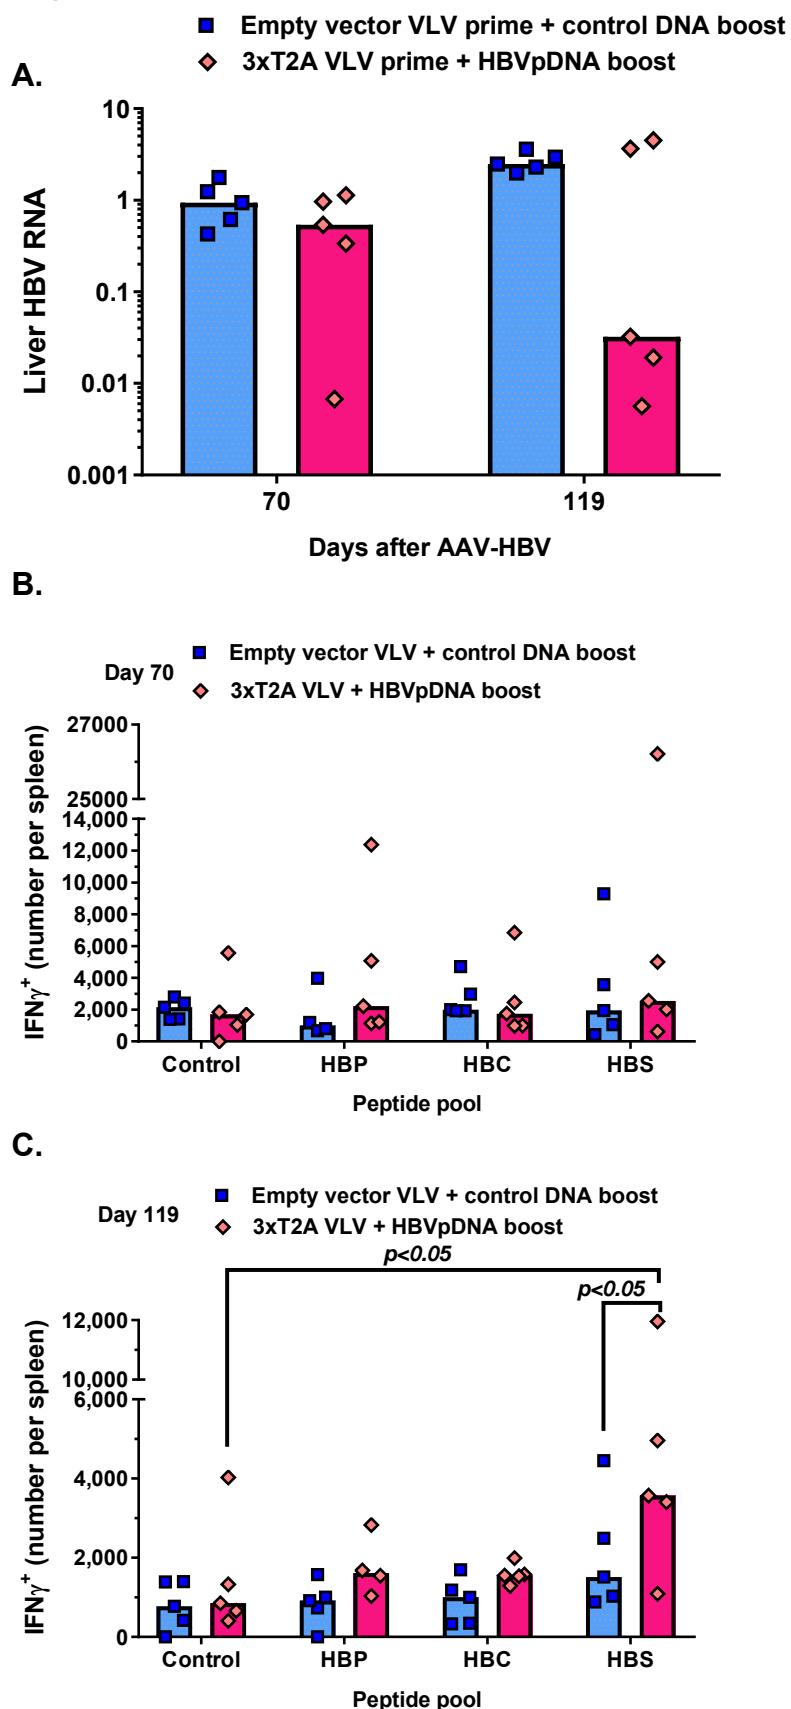 Empty vector VLV prime + control DNA boost
3xT2A VLV prime + HBVpDNA boost
A.
10
1
0.1
0.01
0.001
Liver HBV RNA
70 119
Days after AAV-HBV
B.
Day 70
Empty vector VLV + control DNA boost
3xT2A VLV + HBVpDNA boost
27000
25000
14,000
12,000
10,000
8,000
6,000
4,000
2,000
0
IFNγ⁺ (number per spleen)
Control HBP HBC HBS
Peptide pool
C.
Day 119
Empty vector VLV + control DNA boost
3xT2A VLV + HBVpDNA boost
p<0.05
p<0.05
12,000
10,000
6,000
4,000
2,000
0
IFNγ⁺ (number per spleen)
Control HBP HBC HBS
Peptide pool